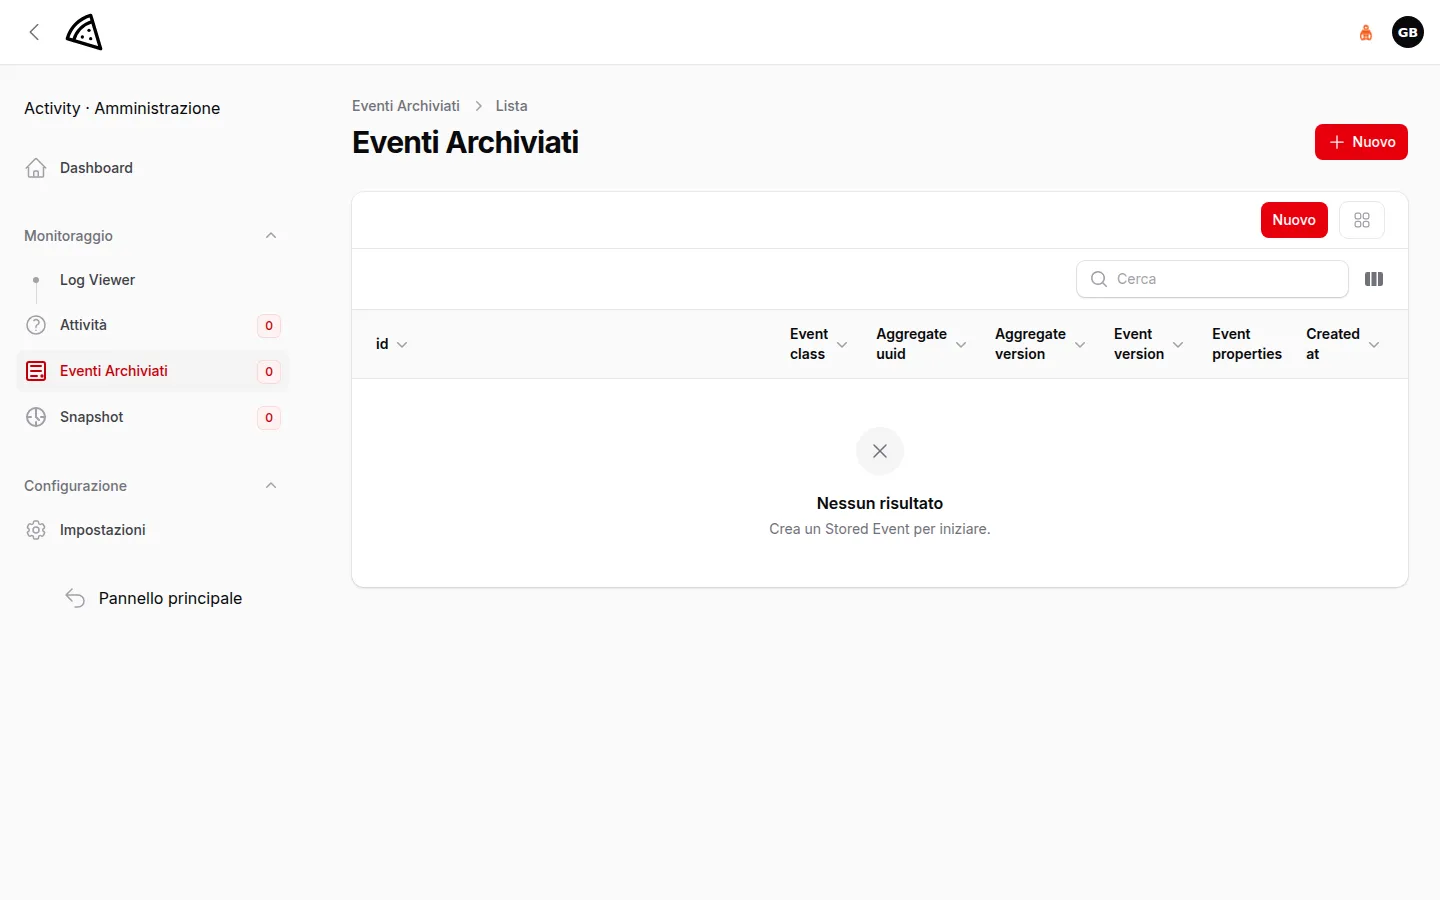 GB
Activity · Amministrazione
Dashboard
Monitoraggio
Log Viewer
Attività 0
Eventi Archiviati 0
Snapshot 0
Configurazione
Impostazioni
Pannello principale
Eventi Archiviati Lista
Eventi Archiviati
Nuovo
Nuovo
Cerca
id
Event class
Aggregate uuid
Aggregate version
Event version
Event properties
Created at
Nessun risultato
Crea un Stored Event per iniziare.